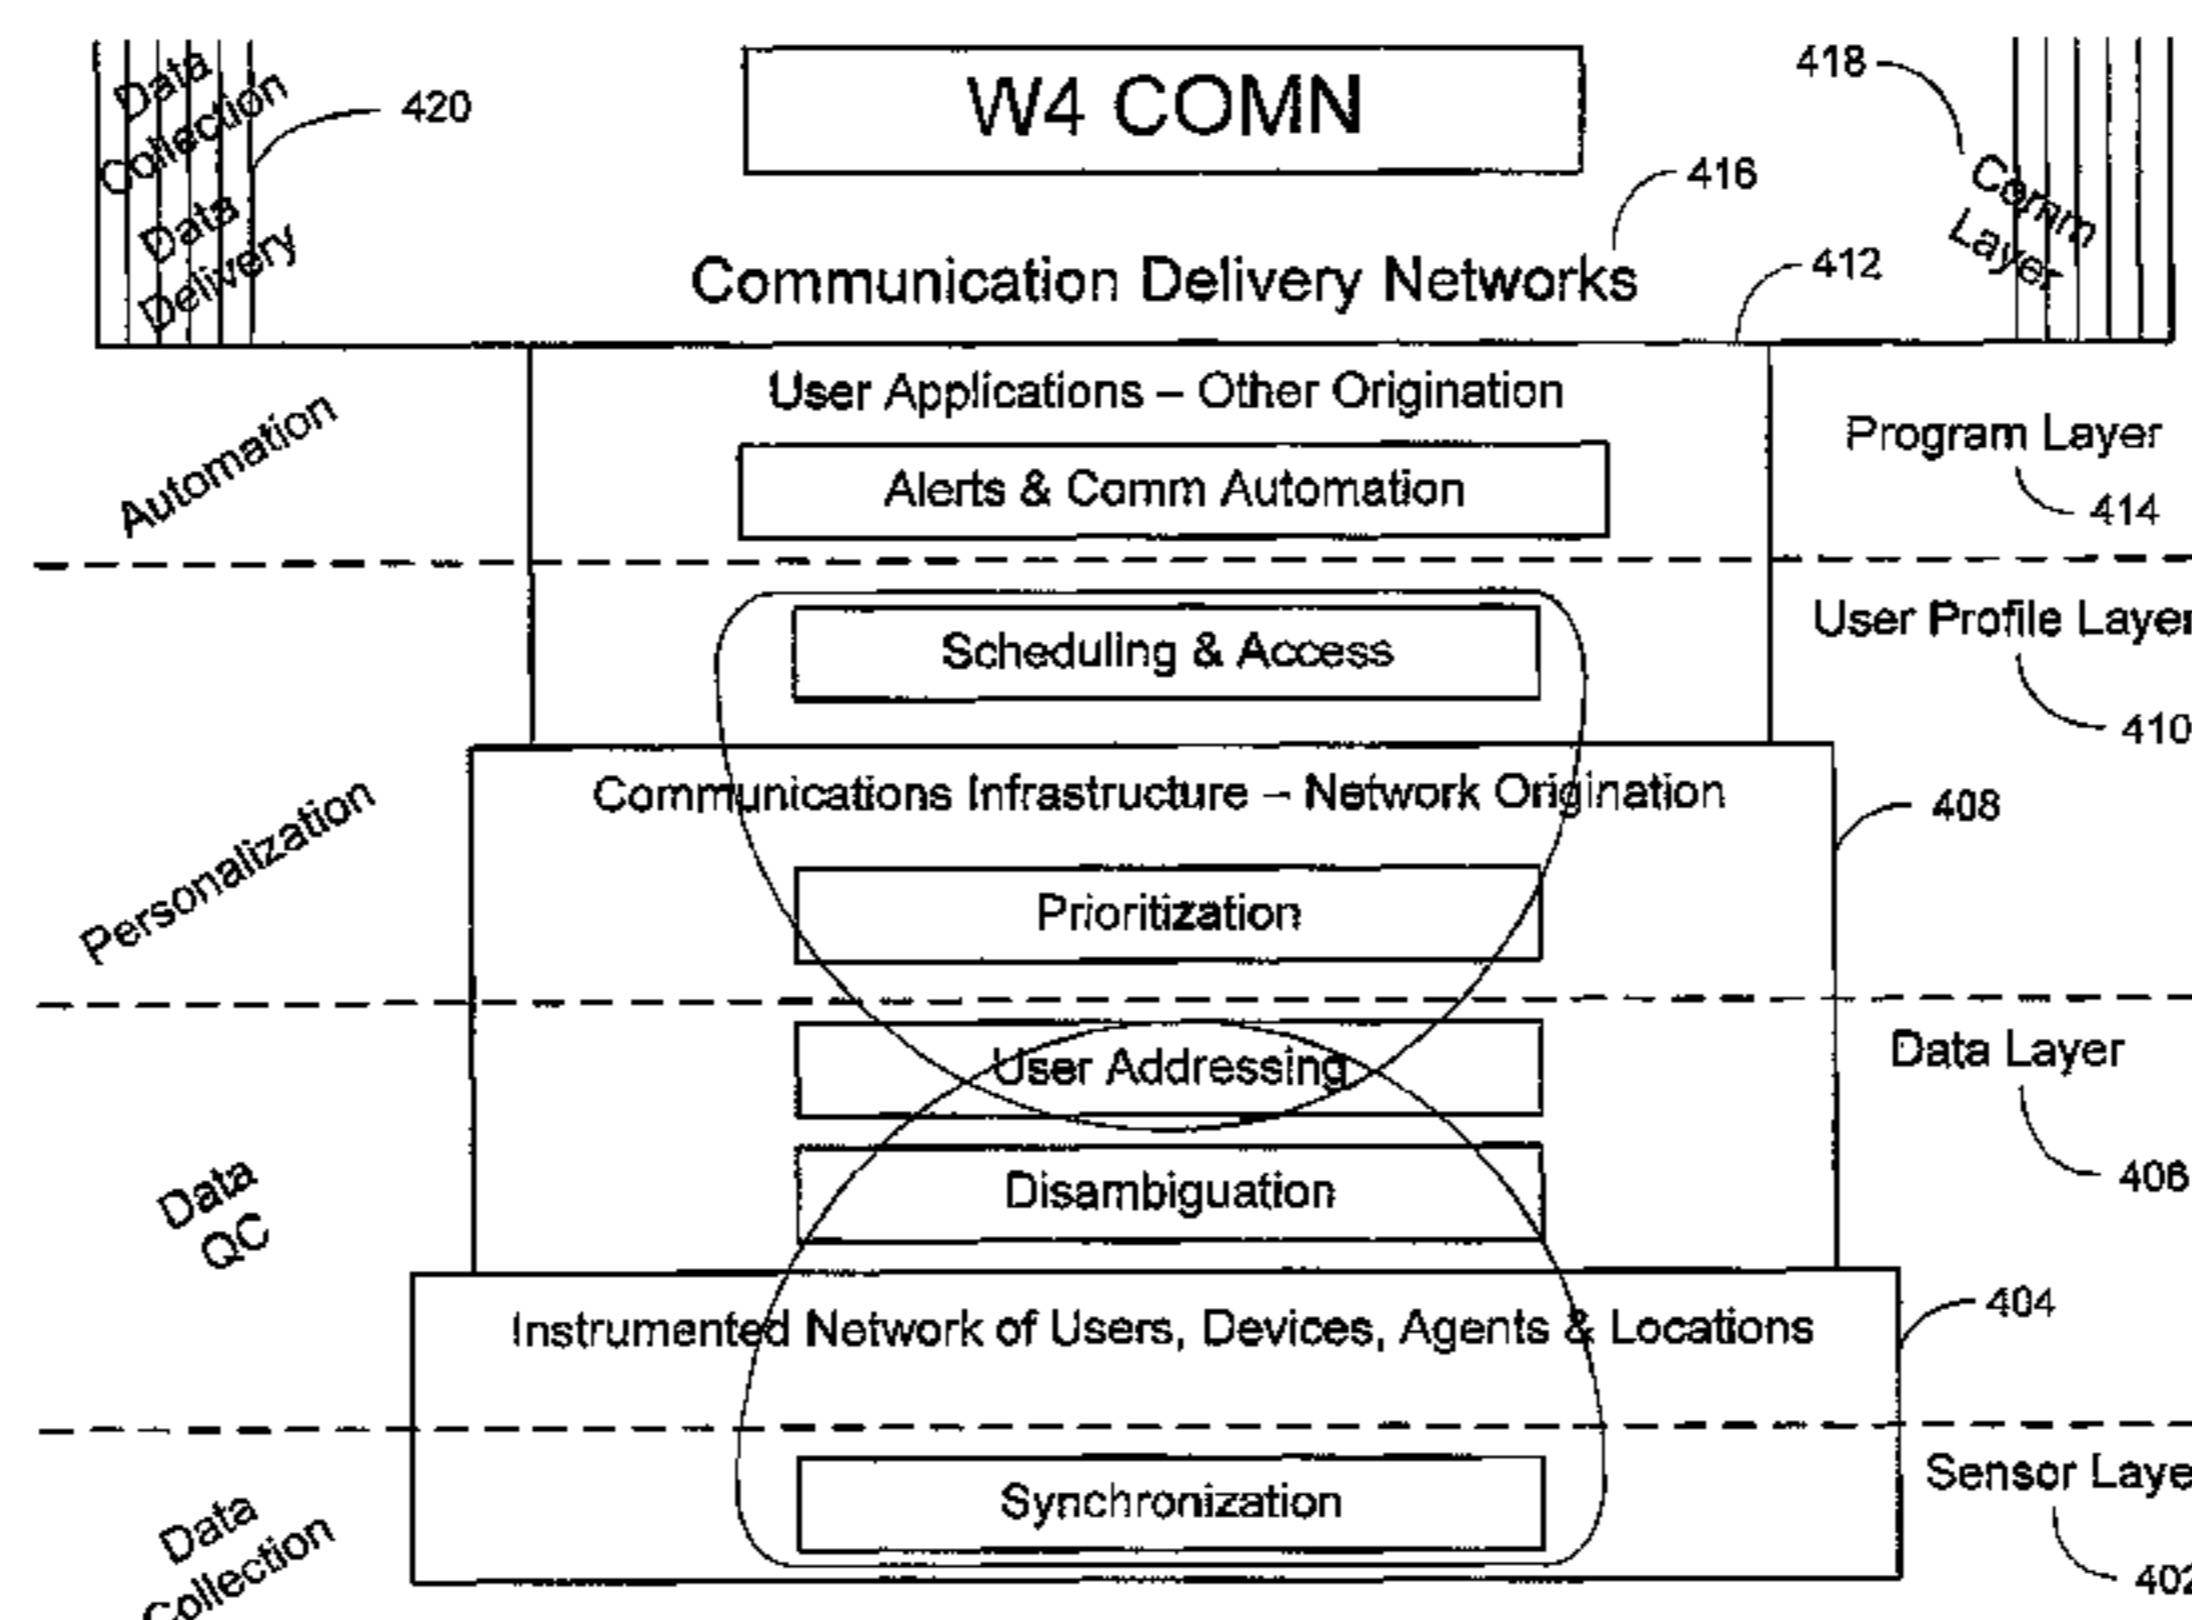 Data
Collection
Data
Delivery
420
W4 COMN
418
Comm
Layer
416
Communication Delivery Networks
412
Automation
User Applications – Other Origination
Alerts & Comm Automation
Program Layer
414
Scheduling & Access
User Profile Layer
410
Personalization
Communications Infrastructure – Network Origination
408
Prioritization
User Addressing
Data Layer
406
Data
QC
Disambiguation
Instrumented Network of Users, Devices, Agents & Locations
404
Synchronization
Sensor Laye
402
Data
Collection